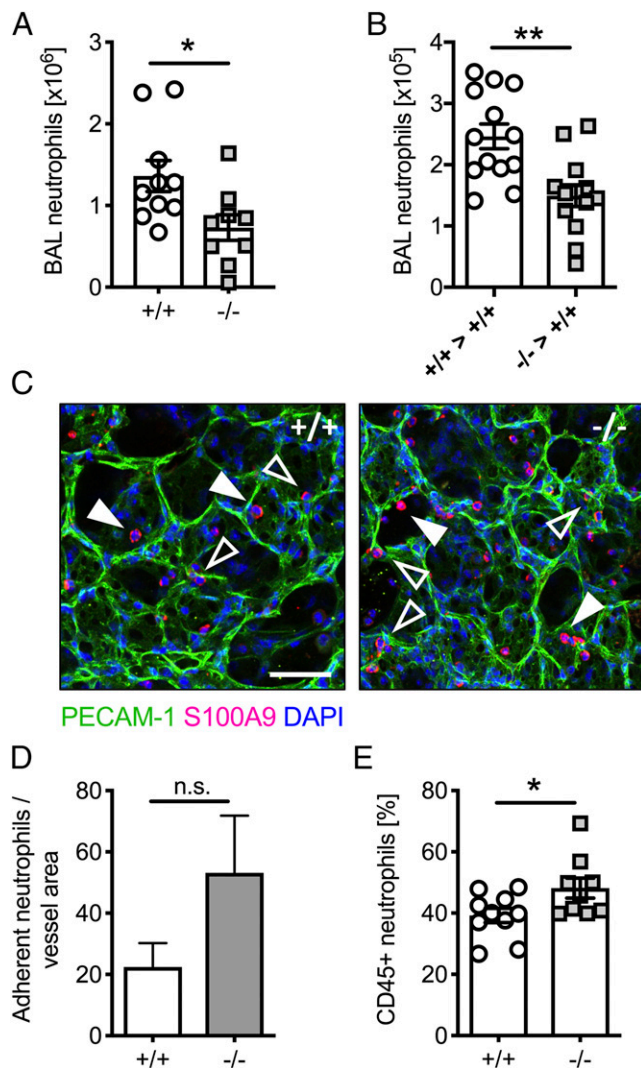 A
BAL neutrophils [x10⁶]
3
2
1
0
*
+/+
-/-
B
BAL neutrophils [x10⁵]
4
3
2
1
0
**
+/+ > +/+
-/- > +/+
C
+/+
-/-
PECAM-1 S100A9 DAPI
D
Adherent neutrophils /
vessel area
80
60
40
20
0
n.s.
+/+
-/-
E
CD45+ neutrophils [%]
80
60
40
20
0
*
+/+
-/-